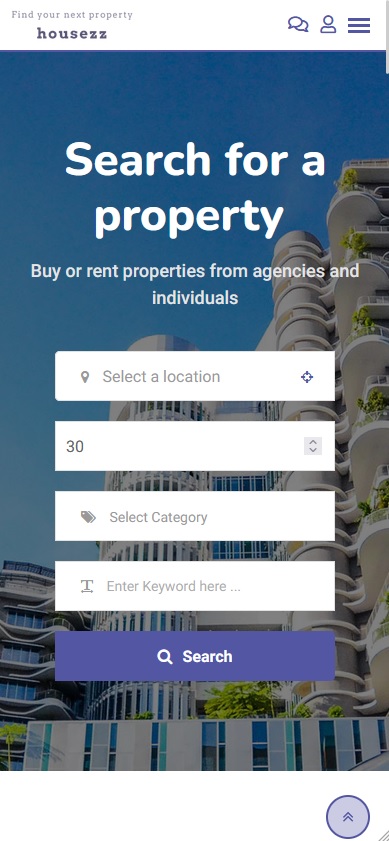 Find your next property
housezz
Search for a
property
Buy or rent properties from agencies and
individuals
Select a location
30
Select Category
Enter Keyword here ...
Search